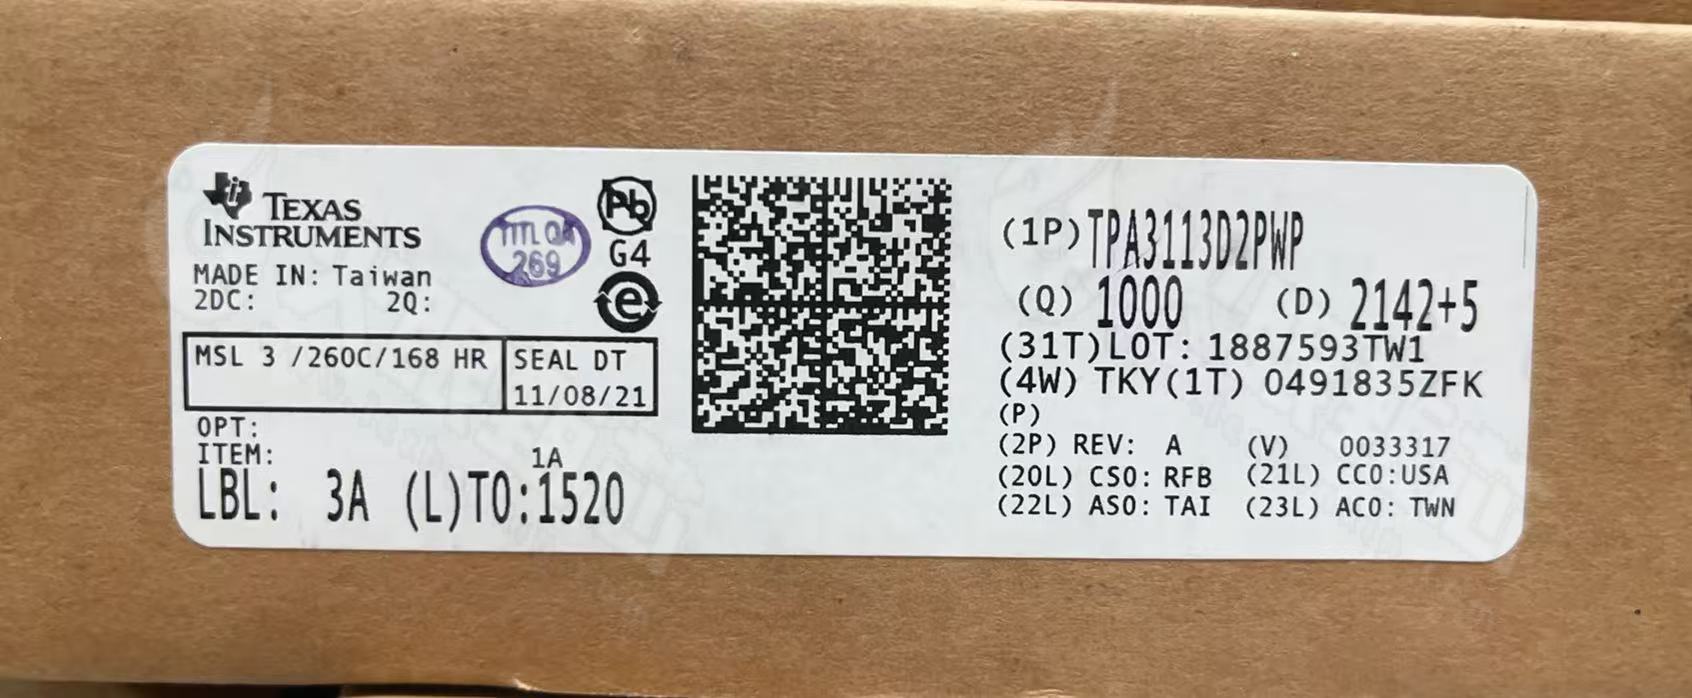 TEXAS
INSTRUMENTS
MADE IN: Taiwan
2DC: 2Q:
TITL QA
269
Pb
G4
e
MSL 3 /260C/168 HR
SEAL DT
11/08/21
OPT:
ITEM: 1A
LBL: 3A (L)TO:1520
(1P)TPA3113D2PWP
(Q) 1000 (D) 2142+5
(31T)LOT: 1887593TW1
(4W) TKY(1T) 0491835ZFK
(P)
(2P) REV: A (V) 0033317
(20L) CSO: RFB (21L) CCO:USA
(22L) ASO: TAI (23L) ACO: TWN